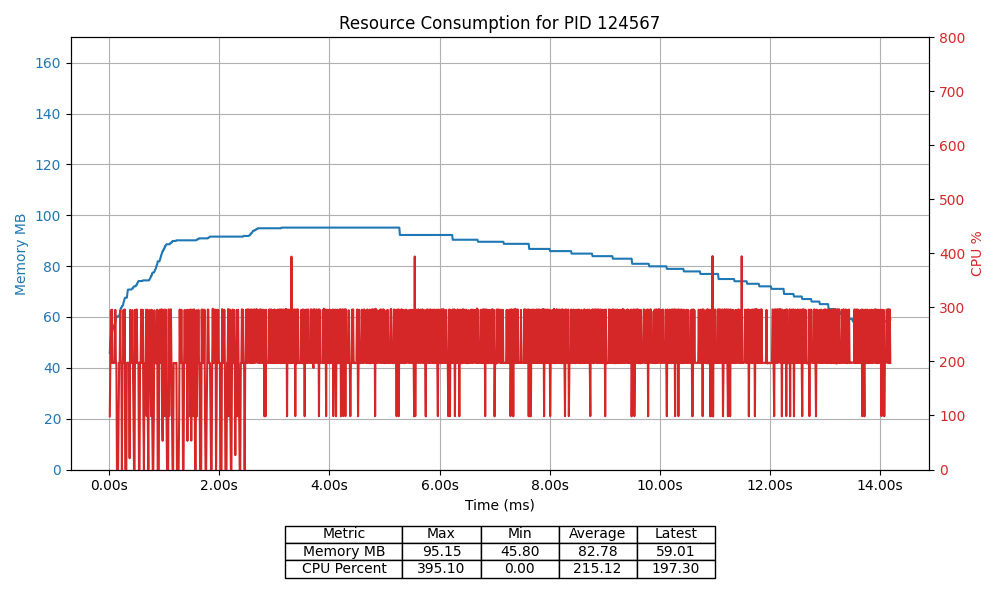 Resource Consumption for PID 124567
Memory MB
160
140
120
100
80
60
40
20
0
CPU %
800
700
600
500
400
300
200
100
0
0.00s 2.00s 4.00s 6.00s 8.00s 10.00s 12.00s 14.00s
Time (ms)
Metric Max Min Average Latest
Memory MB 95.15 45.80 82.78 59.01
CPU Percent 395.10 0.00 215.12 197.30